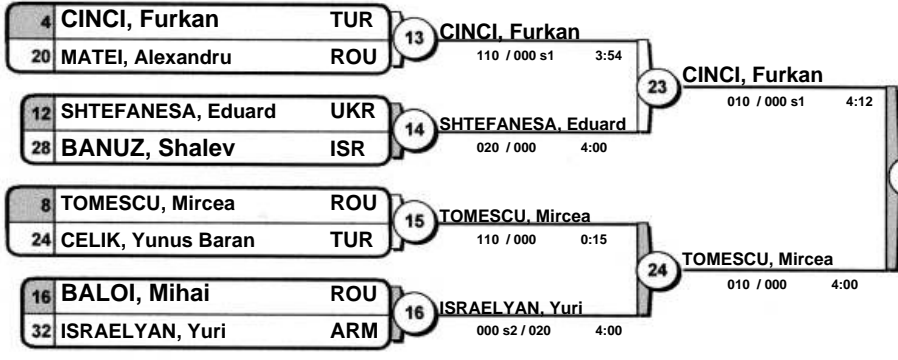 4 CINCI, Furkan TUR
20 MATEI, Alexandru ROU
13 CINCI, Furkan
110 / 000 s1 3:54
12 SHTEFANESA, Eduard UKR
28 BANUZ, Shalev ISR
14 SHTEFANESA, Eduard
020 / 000 4:00
23 CINCI, Furkan
010 / 000 s1 4:12
8 TOMESCU, Mircea ROU
24 CELIK, Yunus Baran TUR
15 TOMESCU, Mircea
110 / 000 0:15
16 BALOI, Mihai ROU
32 ISRAELYAN, Yuri ARM
16 ISRAELYAN, Yuri
000 s2 / 020 4:00
24 TOMESCU, Mircea
010 / 000 4:00